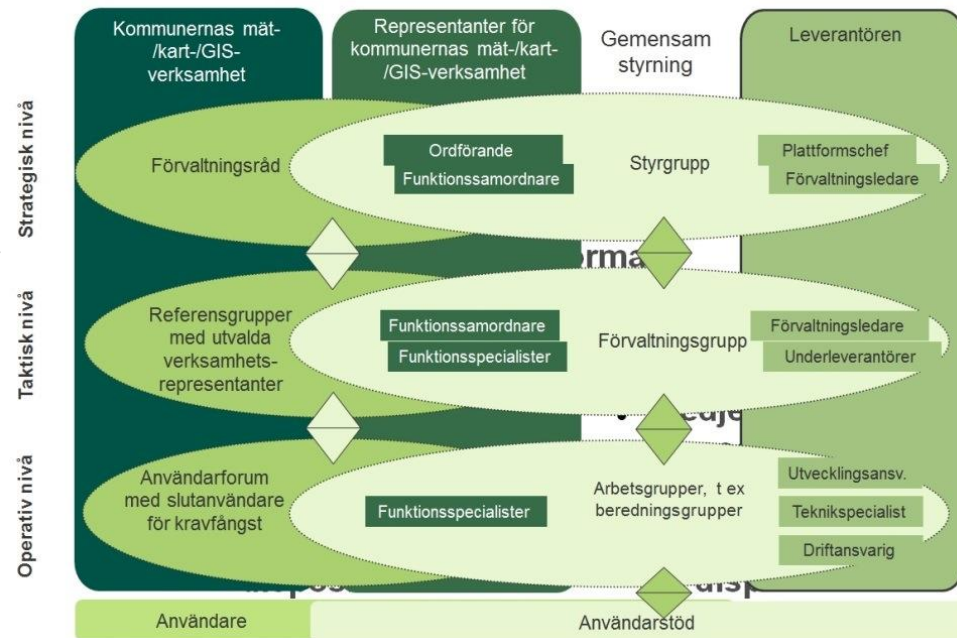 Kommunernas mät-
/kart-/GIS-
verksamhet
Representanter för
kommunernas mät-/kart-
/GIS-verksamhet
Gemensam
styrning
Leverantören
Strategisk nivå
Förvaltningsråd
Ordförande
Funktionssamordnare
Styrgrupp
Plattformschef
Förvaltningsledare
Taktisk nivå
Referensgrupper
med utvalda
verksamhets-
representanter
Funktionssamordnare
Funktionsspecialister
Förvaltningsgrupp
Förvaltningsledare
Underleverantörer
Operativ nivå
Användarforum
med slutanvändare
för kravfångst
Funktionsspecialister
Arbetsgrupper, t ex
beredningsgrupper
Utvecklingsansv.
Teknikspecialist
Driftansvarig
Användare
Användarstöd